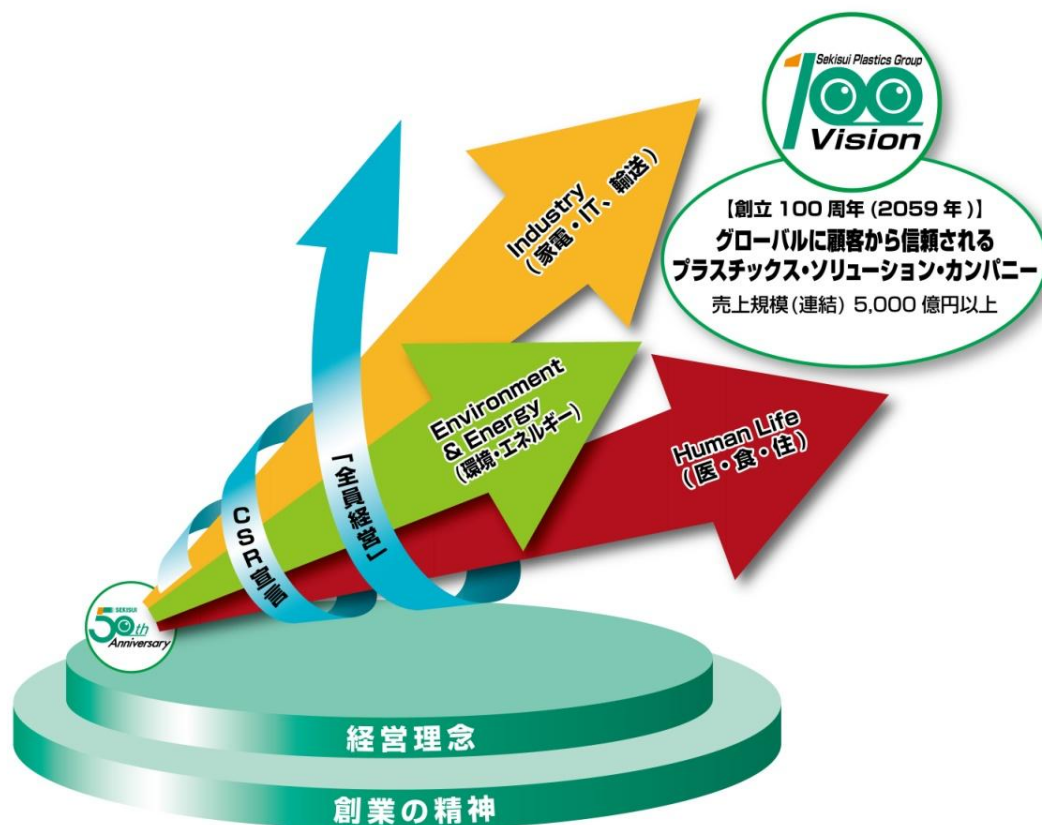 Sekisui Plastics Group
100
Vision
【創立 100 周年 (2059 年 )】
グローバルに顧客から信頼される
プラスチックス・ソリューション・カンパニー
売上規模 (連結) 5,000 億円以上
Industry
( 家電・IT、輸送 )
Environment
& Energy
(環境・エネルギー)
Human Life
( 医・食・住 )
「全員経営」
CSR宣言
SEKISUI
50th
Anniversary
経営理念
創業の精神